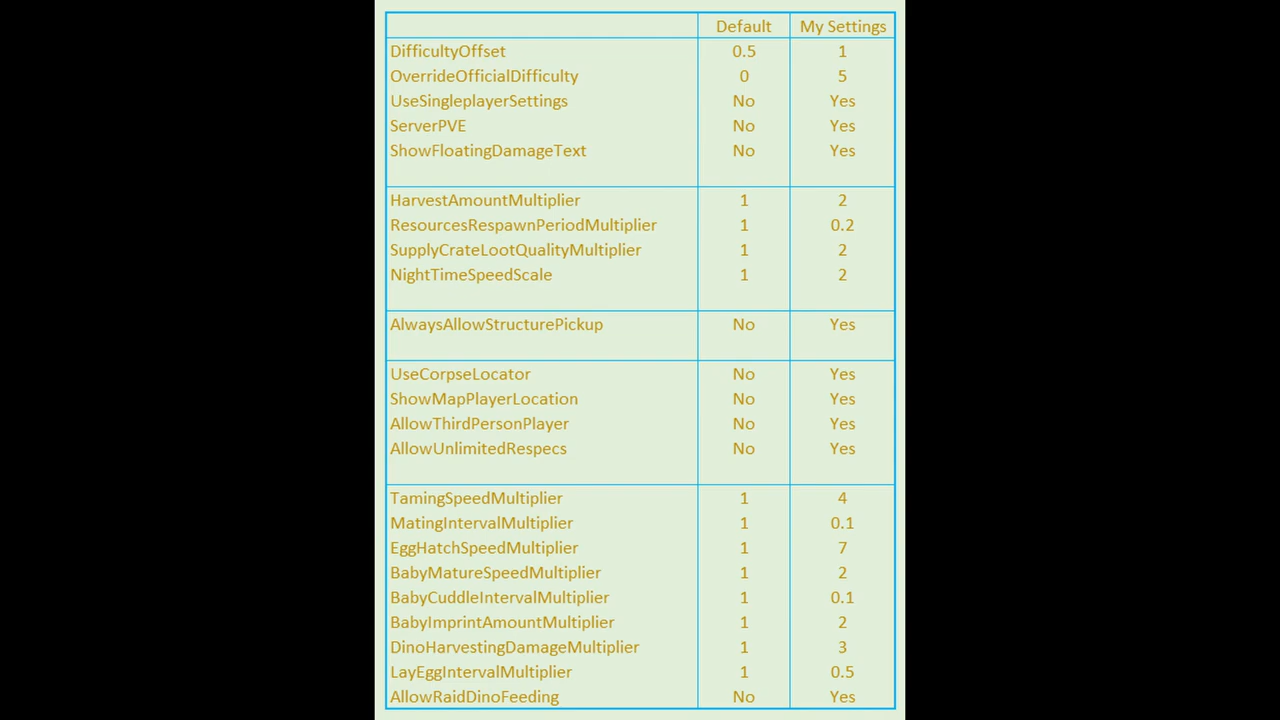 Default My Settings
DifficultyOffset 0.5 1
OverrideOfficialDifficulty 0 5
UseSingleplayerSettings No Yes
ServerPVE No Yes
ShowFloatingDamageText No Yes
HarvestAmountMultiplier 1 2
ResourcesRespawnPeriodMultiplier 1 0.2
SupplyCrateLootQualityMultiplier 1 2
NightTimeSpeedScale 1 2
AlwaysAllowStructurePickup No Yes
UseCorpseLocator No Yes
ShowMapPlayerLocation No Yes
AllowThirdPersonPlayer No Yes
AllowUnlimitedRespecs No Yes
TamingSpeedMultiplier 1 4
MatingIntervalMultiplier 1 0.1
EggHatchSpeedMultiplier 1 7
BabyMatureSpeedMultiplier 1 2
BabyCuddleIntervalMultiplier 1 0.1
BabyImprintAmountMultiplier 1 2
DinoHarvestingDamageMultiplier 1 3
LayEggIntervalMultiplier 1 0.5
AllowRaidDinoFeeding No Yes